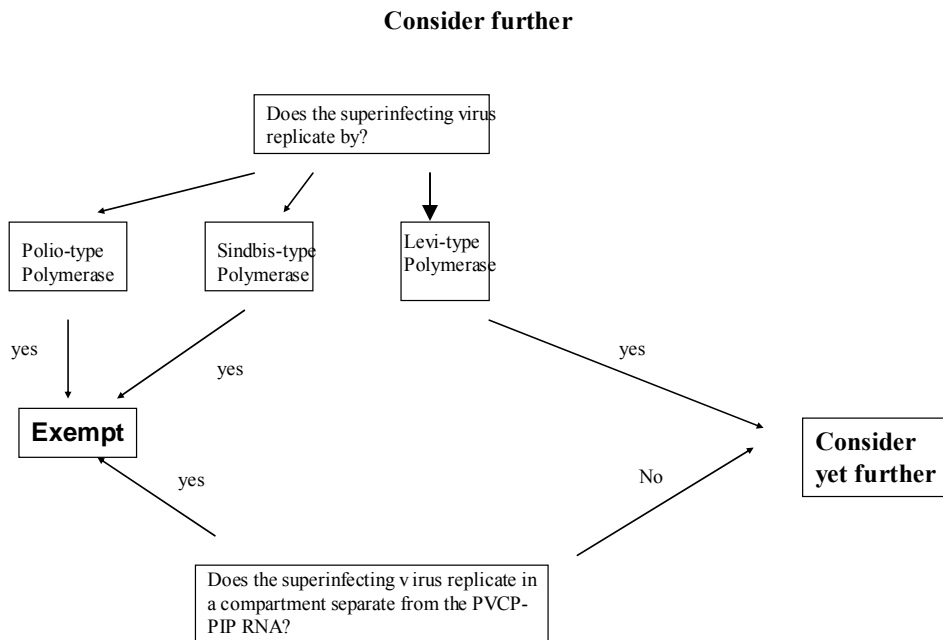 Consider further
Does the superinfecting virus
replicate by?
Polio-type
Polymerase
Sindbis-type
Polymerase
Levi-type
Polymerase
yes
yes
yes
Exempt
Consider
yet further
yes
No
Does the superinfecting virus replicate in
a compartment separate from the PVCP-
PIP RNA?